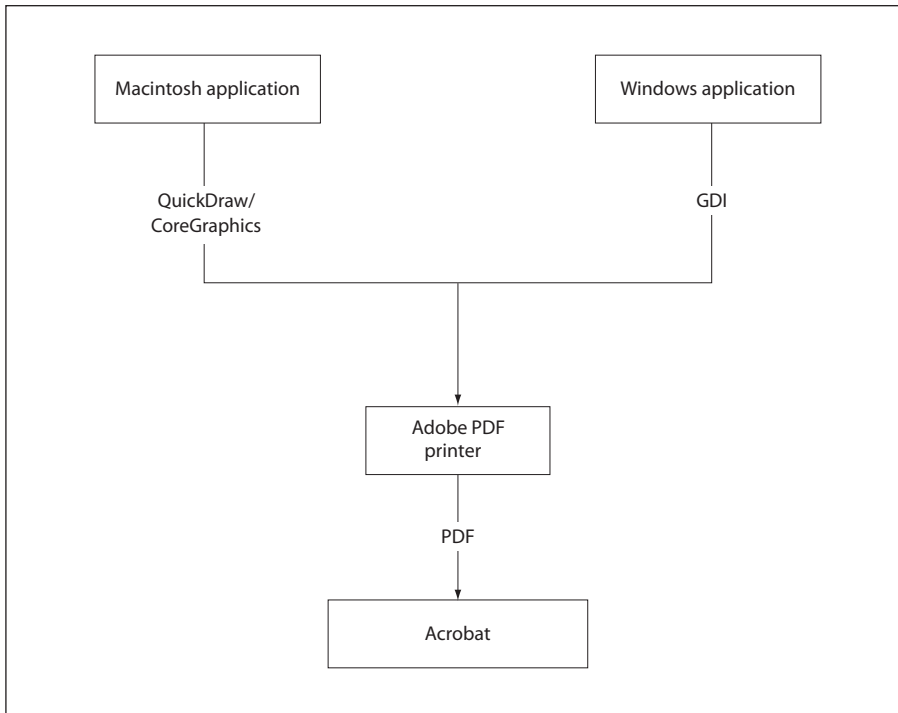 Macintosh application
Windows application
QuickDraw/
CoreGraphics
GDI
Adobe PDF
printer
PDF
Acrobat